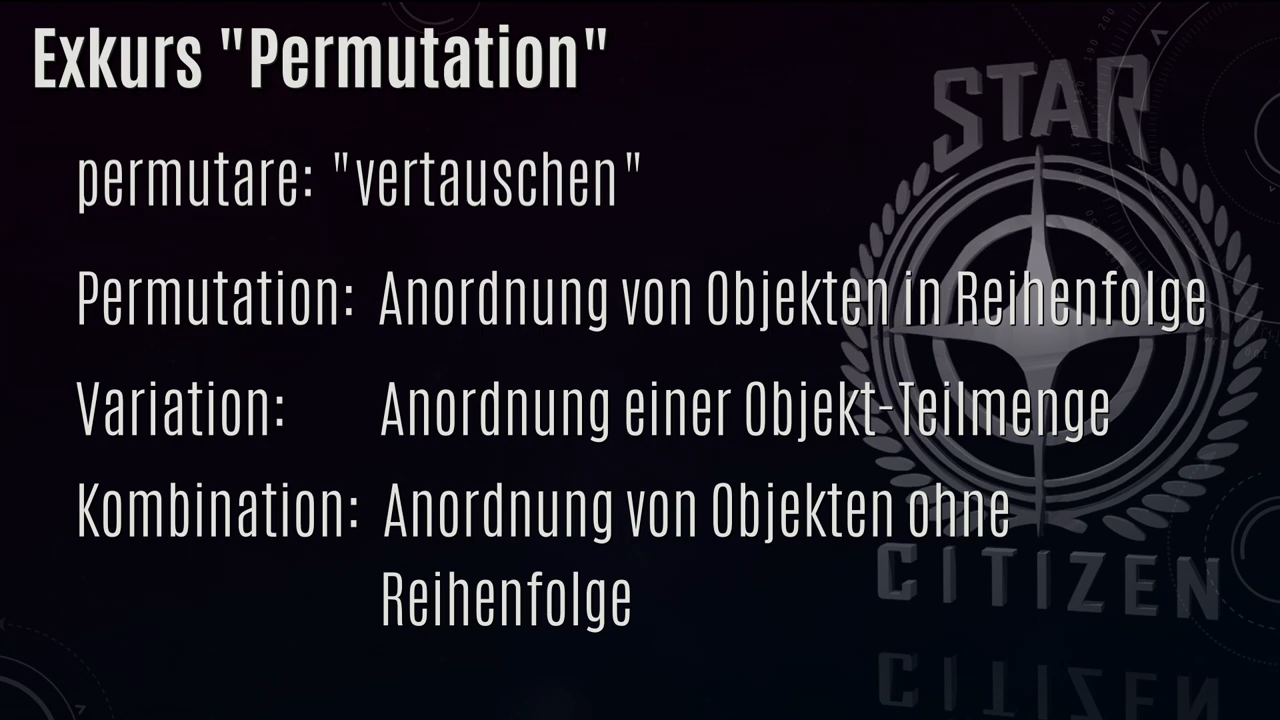 Exkurs "Permutation"
permutare: "vertauschen"
Permutation: Anordnung von Objekten in Reihenfolge
Variation: Anordnung einer Objekt-Teilmenge
Kombination: Anordnung von Objekten ohne
Reihenfolge
STAR
CITIZEN